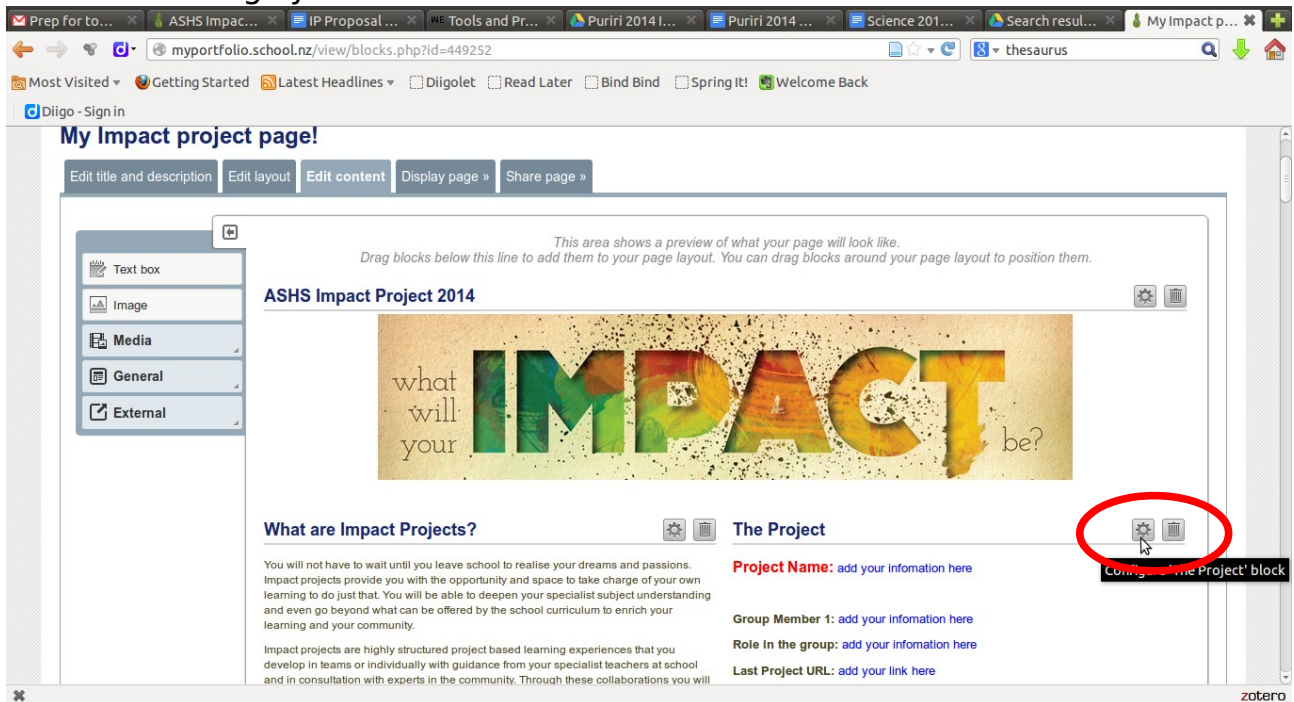 Prep for to... ASHS Impac... IP Proposal ... WE Tools and Pr... Puriri 2014 I... Puriri 2014 ... Science 201... Search resul... My Impact p...
myportfolio.school.nz/view/blocks.php?id=449252 thesaurus
Most Visited Getting Started Latest Headlines Diigolet Read Later Bind Bind Spring It! Welcome Back
Diigo - Sign in
My Impact project page!
Edit title and description Edit layout Edit content Display page » Share page »
This area shows a preview of what your page will look like.
Drag blocks below this line to add them to your page layout. You can drag blocks around your page layout to position them.
Text box
Image
Media
General
External
ASHS Impact Project 2014
what
will
your
IMPACT
be?
What are Impact Projects?
You will not have to wait until you leave school to realise your dreams and passions.
Impact projects provide you with the opportunity and space to take charge of your own
learning to do just that. You will be able to deepen your specialist subject understanding
and even go beyond what can be offered by the school curriculum to enrich your
learning and your community.
Impact projects are highly structured project based learning experiences that you
develop in teams or individually with guidance from your specialist teachers at school
and in consultation with experts in the community. Through these collaborations you will
The Project
Project Name: add your infomation here
Group Member 1: add your infomation here
Role in the group: add your infomation here
Last Project URL: add your link here
Configure 'The Project' block
zotero